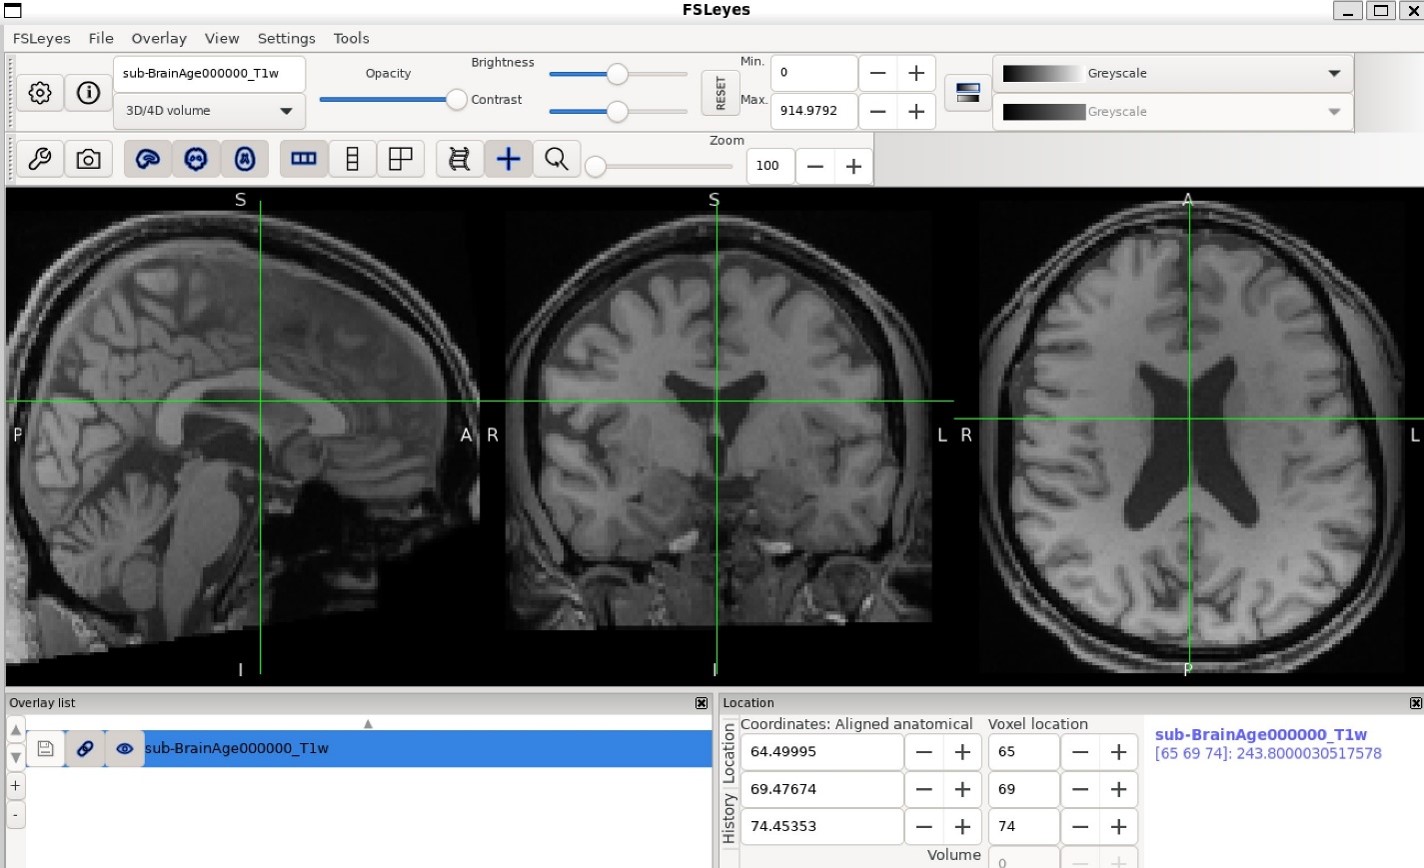 FSLeyes
FSLeyes File Overlay View Settings Tools
sub-BrainAge000000_T1w
3D/4D volume
Opacity
Brightness
Contrast
RESET
Min. 0
Max. 914.9792
Greyscale
Greyscale
Zoom
100
S S A
P A R L R L
I I P
Overlay list
sub-BrainAge000000_T1w
+
-
Location
Location
History
Coordinates: Aligned anatomical Voxel location
64.49995 65
69.47674 69
74.45353 74
Volume 0
sub-BrainAge000000_T1w
[65 69 74]: 243.8000030517578